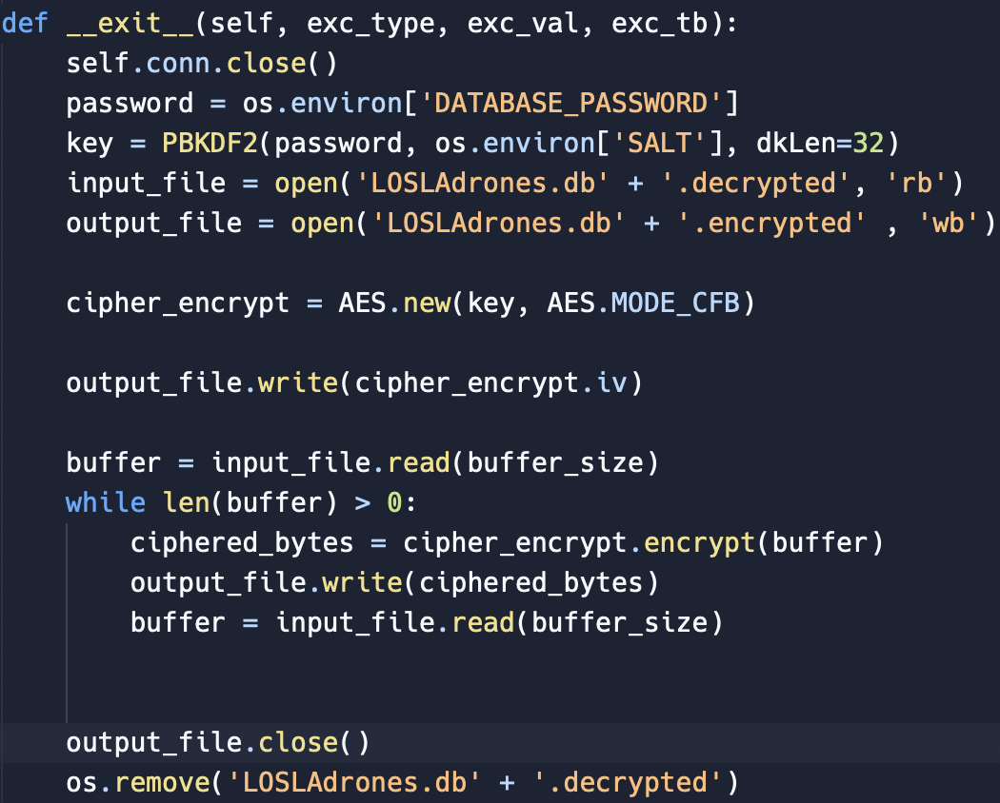 def __exit__(self, exc_type, exc_val, exc_tb):
    self.conn.close()
    password = os.environ['DATABASE_PASSWORD']
    key = PBKDF2(password, os.environ['SALT'], dkLen=32)
    input_file = open('LOSLAdrones.db' + '.decrypted', 'rb')
    output_file = open('LOSLAdrones.db' + '.encrypted' , 'wb')

    cipher_encrypt = AES.new(key, AES.MODE_CFB)

    output_file.write(cipher_encrypt.iv)

    buffer = input_file.read(buffer_size)
    while len(buffer) > 0:
        ciphered_bytes = cipher_encrypt.encrypt(buffer)
        output_file.write(ciphered_bytes)
        buffer = input_file.read(buffer_size)

    output_file.close()
    os.remove('LOSLAdrones.db' + '.decrypted')